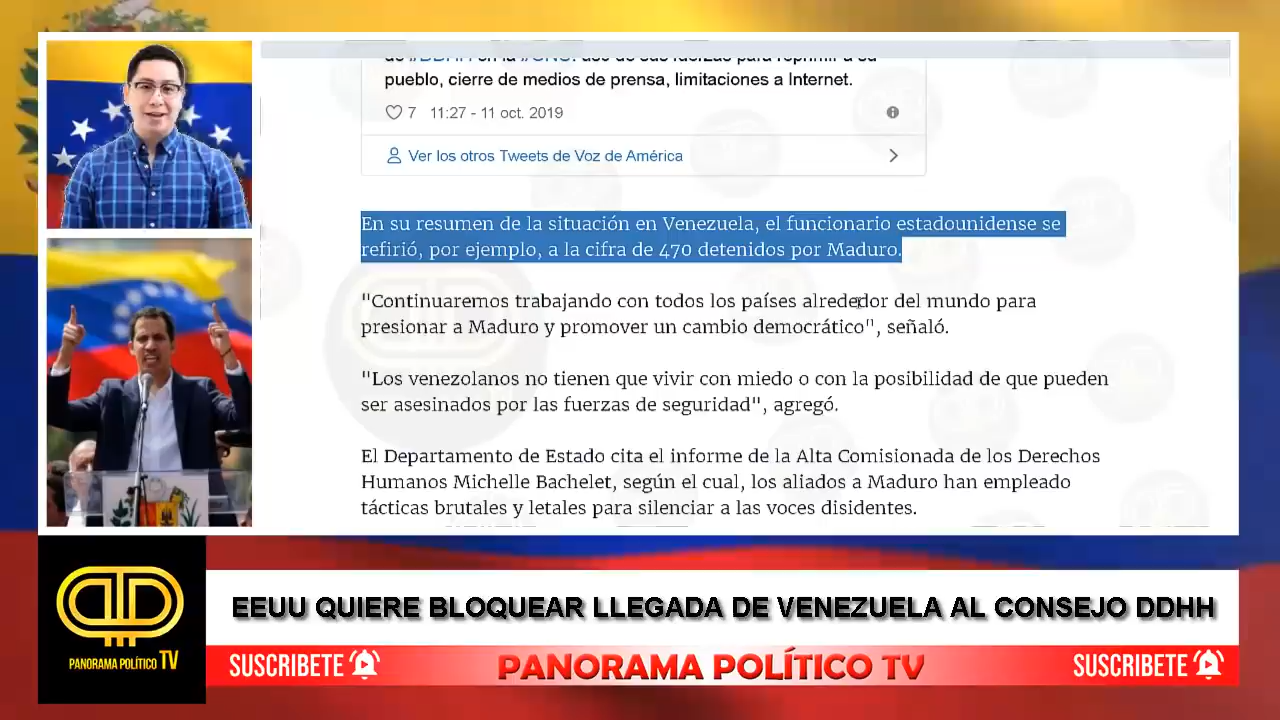 pueblo, cierre de medios de prensa, limitaciones a Internet.
7 11:27 - 11 oct. 2019
Ver los otros Tweets de Voz de América
En su resumen de la situación en Venezuela, el funcionario estadounidense se
refirió, por ejemplo, a la cifra de 470 detenidos por Maduro.
"Continuaremos trabajando con todos los países alrededor del mundo para
presionar a Maduro y promover un cambio democrático", señaló.
"Los venezolanos no tienen que vivir con miedo o con la posibilidad de que pueden
ser asesinados por las fuerzas de seguridad", agregó.
El Departamento de Estado cita el informe de la Alta Comisionada de los Derechos
Humanos Michelle Bachelet, según el cual, los aliados a Maduro han empleado
tácticas brutales y letales para silenciar a las voces disidentes.
EEUU QUIERE BLOQUEAR LLEGADA DE VENEZUELA AL CONSEJO DDHH
PANORAMA POLÍTICO TV
SUSCRIBETE
PANORAMA POLÍTICO TV
SUSCRIBETE